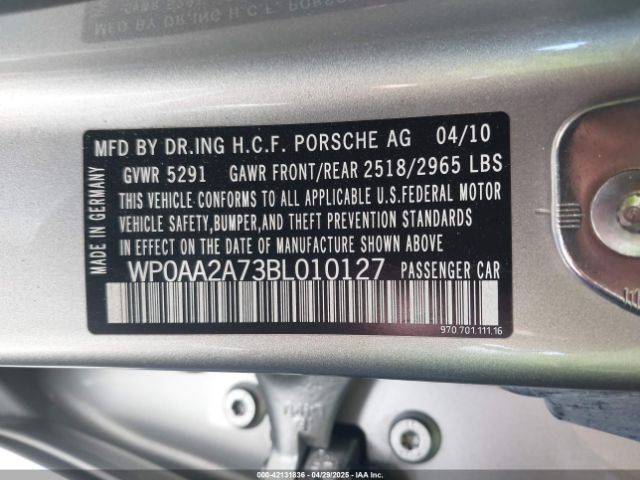 MFD BY DR.ING H.C.F. PORSCHE AG 04/10
GVWR 5291 GAWR FRONT/REAR 2518/2965 LBS
THIS VEHICLE CONFORMS TO ALL APPLICABLE U.S.FEDERAL MOTOR
VEHICLE SAFETY,BUMPER,AND THEFT PREVENTION STANDARDS
IN EFFECT ON THE DATE OF MANUFACTURE SHOWN ABOVE
WP0AA2A73BL010127 PASSENGER CAR
MADE IN GERMANY
970.701.111.16
000-42131836 04/29/2025 IAA Inc.